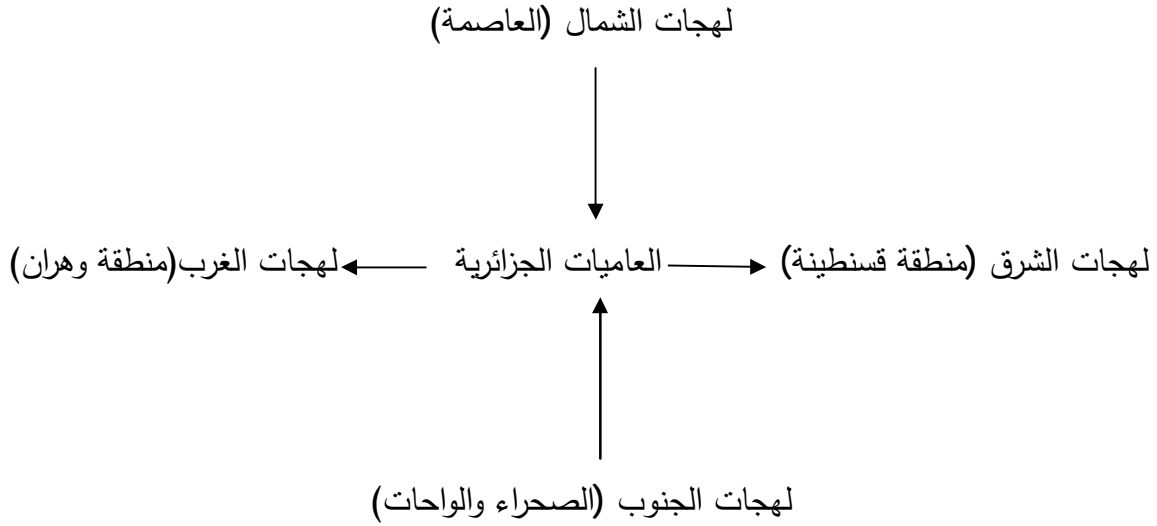 لهجات الشمال (العاصمة)
لهجات الشرق (منطقة قسنطينة) العاميات الجزائرية لهجات الغرب(منطقة وهران)
لهجات الجنوب (الصحراء والواحات)